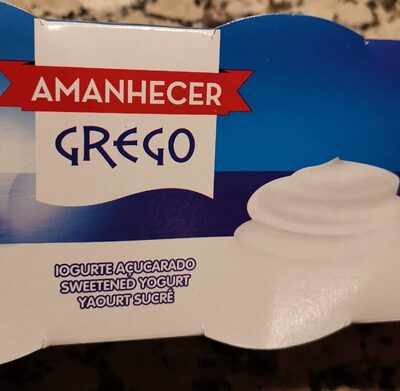 AMANHECER
GREGO
IOGURTE AÇUCARADO
SWEETENED YOGURT
YAOURT SUCRÉ